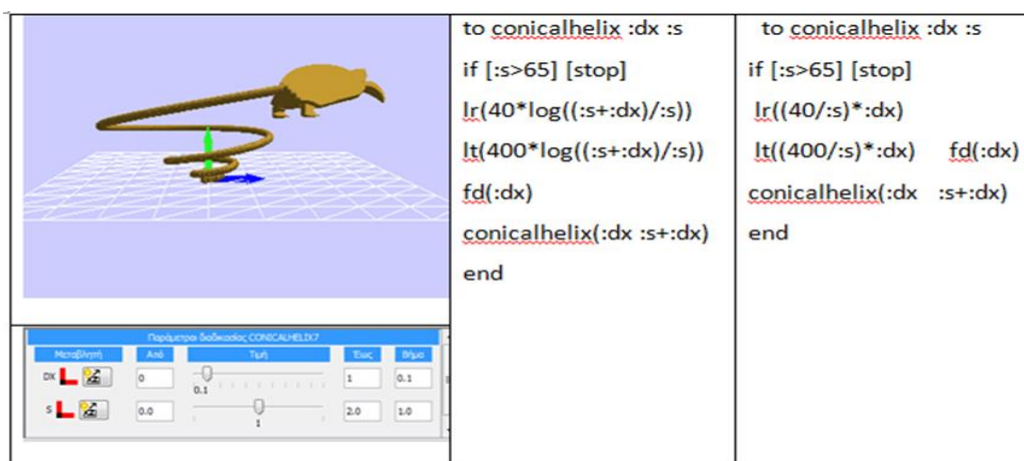 to conicalhelix :dx :s
if [:s>65] [stop]
lr(40*log((:s+:dx)/:s))
lt(400*log((:s+:dx)/:s))
fd(:dx)
conicalhelix(:dx :s+:dx)
end
to conicalhelix :dx :s
if [:s>65] [stop]
lr((40/:s)*:dx)
lt((400/:s)*:dx) fd(:dx)
conicalhelix(:dx :s+:dx)
end
Παράμετροι διαδικασίας CONICALHELIX7
Μεταβλητή Από Τιμή Έως Βήμα
DX 0 0.1 1 0.1
S 0.0 1 2.0 1.0